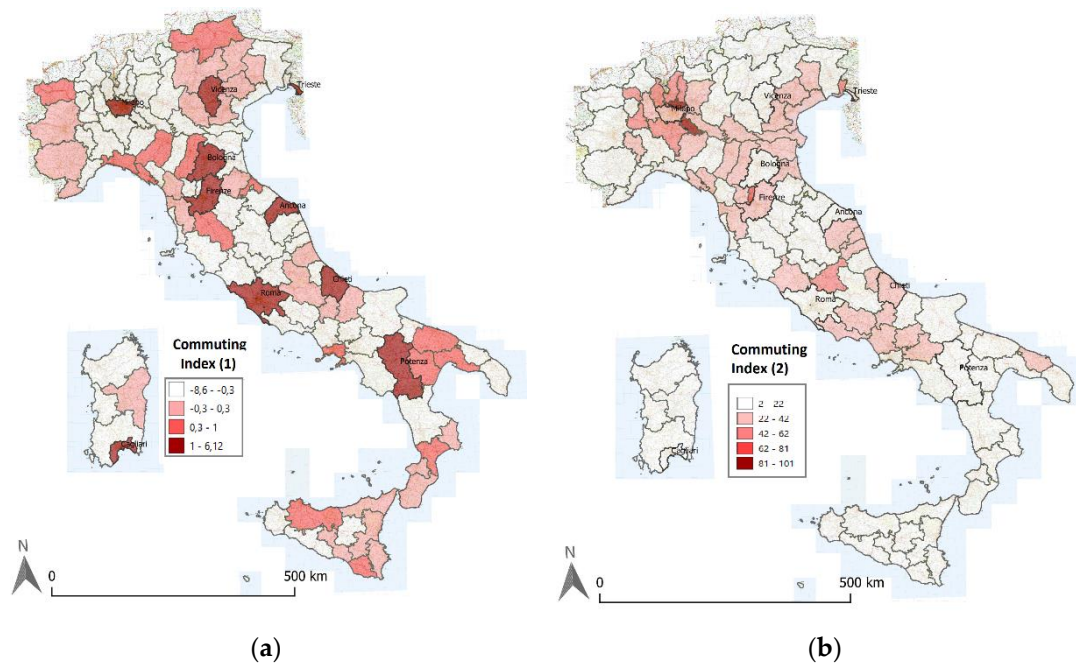 Vicenza
Trieste
Bologna
Firenze
Ancona
Chieti
Roma
Potenza
Cagliari
Commuting
Index (1)
-8,6 - -0,3
-0,3 - 0,3
0,3 - 1
1 - 6,12
N
0 500 km
(a)
Milano
Vicenza
Trieste
Bologna
Firenze
Ancona
Chieti
Roma
Potenza
Cagliari
Commuting
Index (2)
2 - 22
22 - 42
42 - 62
62 - 81
81 - 101
N
0 500 km
(b)